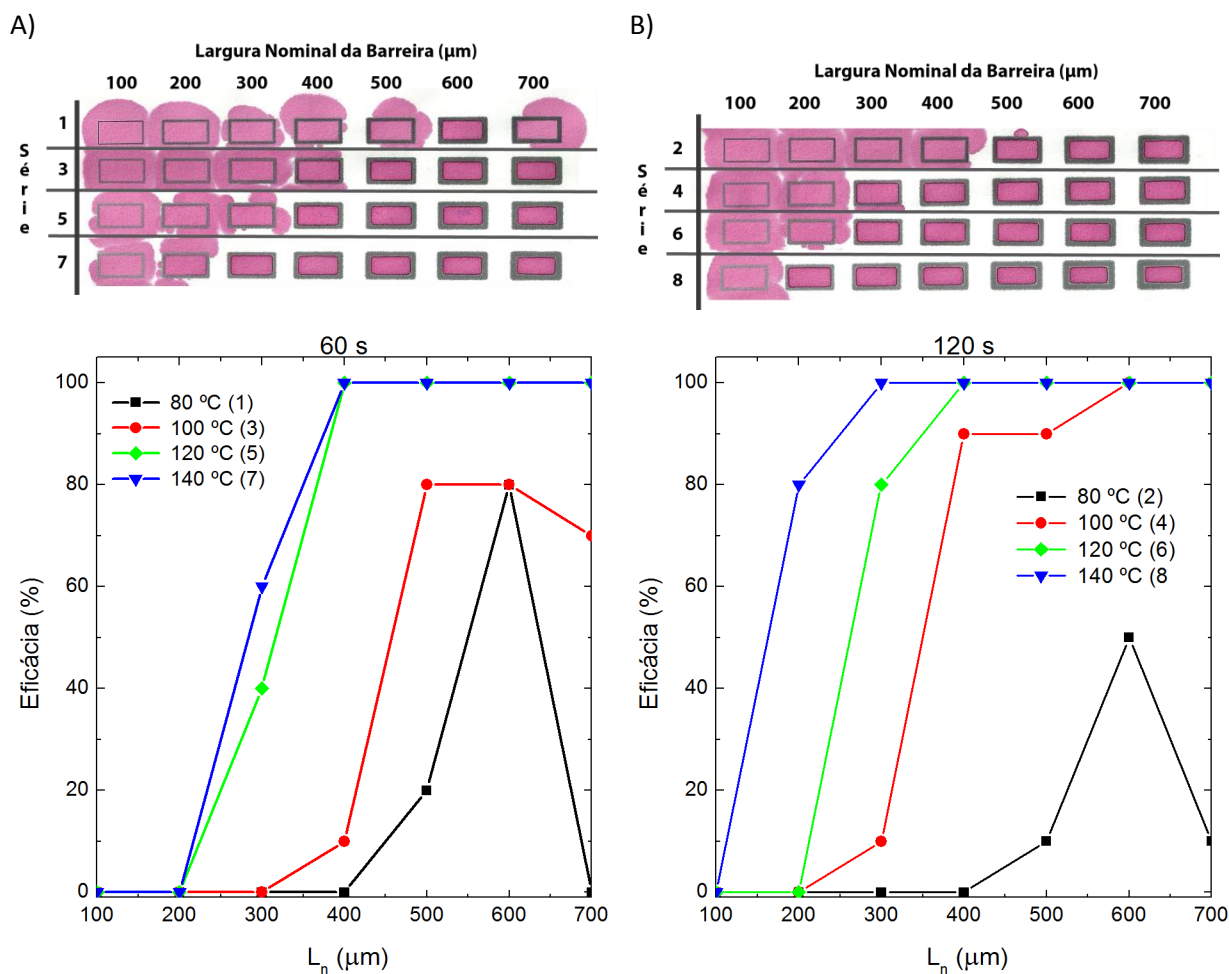 A)
Largura Nominal da Barreira (µm)
100 200 300 400 500 600 700
Série
1
3
5
7
60 s
100
80
60
40
20
0
Eficácia (%)
80 ºC (1)
100 ºC (3)
120 ºC (5)
140 ºC (7)
100 200 300 400 500 600 700
Ln (µm)
B)
Largura Nominal da Barreira (µm)
100 200 300 400 500 600 700
Série
2
4
6
8
120 s
100
80
60
40
20
0
Eficácia (%)
80 ºC (2)
100 ºC (4)
120 ºC (6)
140 ºC (8
100 200 300 400 500 600 700
Ln (µm)